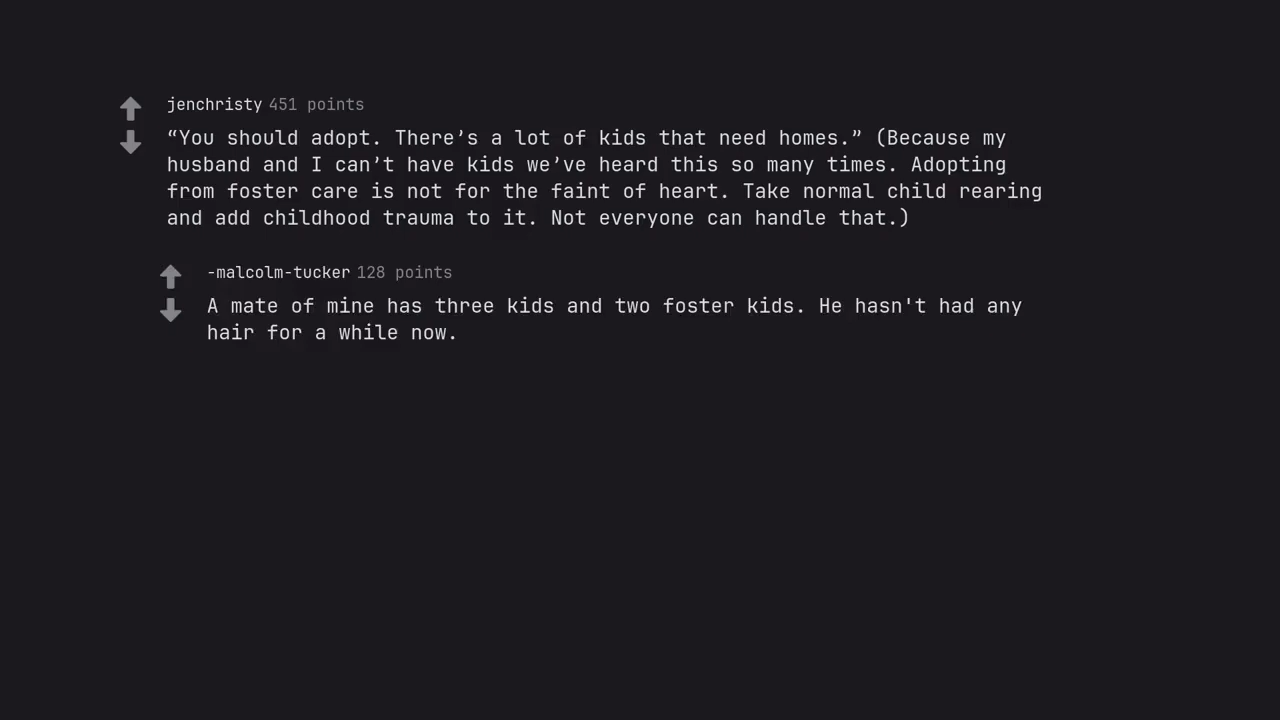 jenchristy 451 points
“You should adopt. There’s a lot of kids that need homes.” (Because my
husband and I can’t have kids we’ve heard this so many times. Adopting
from foster care is not for the faint of heart. Take normal child rearing
and add childhood trauma to it. Not everyone can handle that.)
-malcolm-tucker 128 points
A mate of mine has three kids and two foster kids. He hasn't had any
hair for a while now.